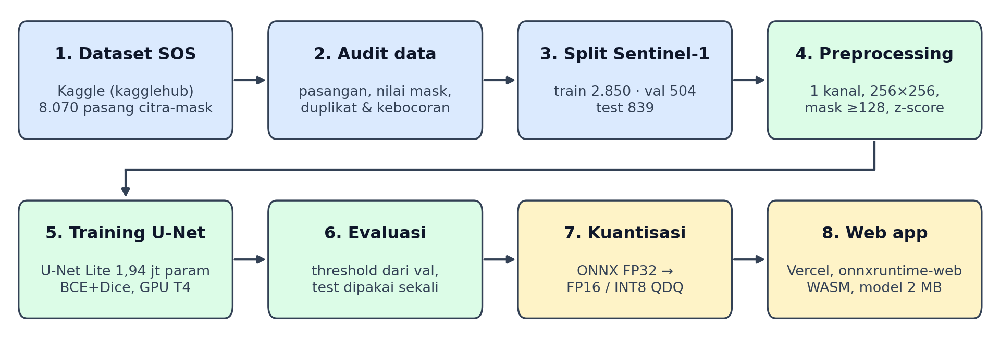 1. Dataset SOS
Kaggle (kagglehub)
8.070 pasang citra-mask
2. Audit data
pasangan, nilai mask,
duplikat & kebocoran
3. Split Sentinel-1
train 2.850 · val 504
test 839
4. Preprocessing
1 kanal, 256×256,
mask ≥128, z-score
5. Training U-Net
U-Net Lite 1,94 jt param
BCE+Dice, GPU T4
6. Evaluasi
threshold dari val,
test dipakai sekali
7. Kuantisasi
ONNX FP32 →
FP16 / INT8 QDQ
8. Web app
Vercel, onnxruntime-web
WASM, model 2 MB